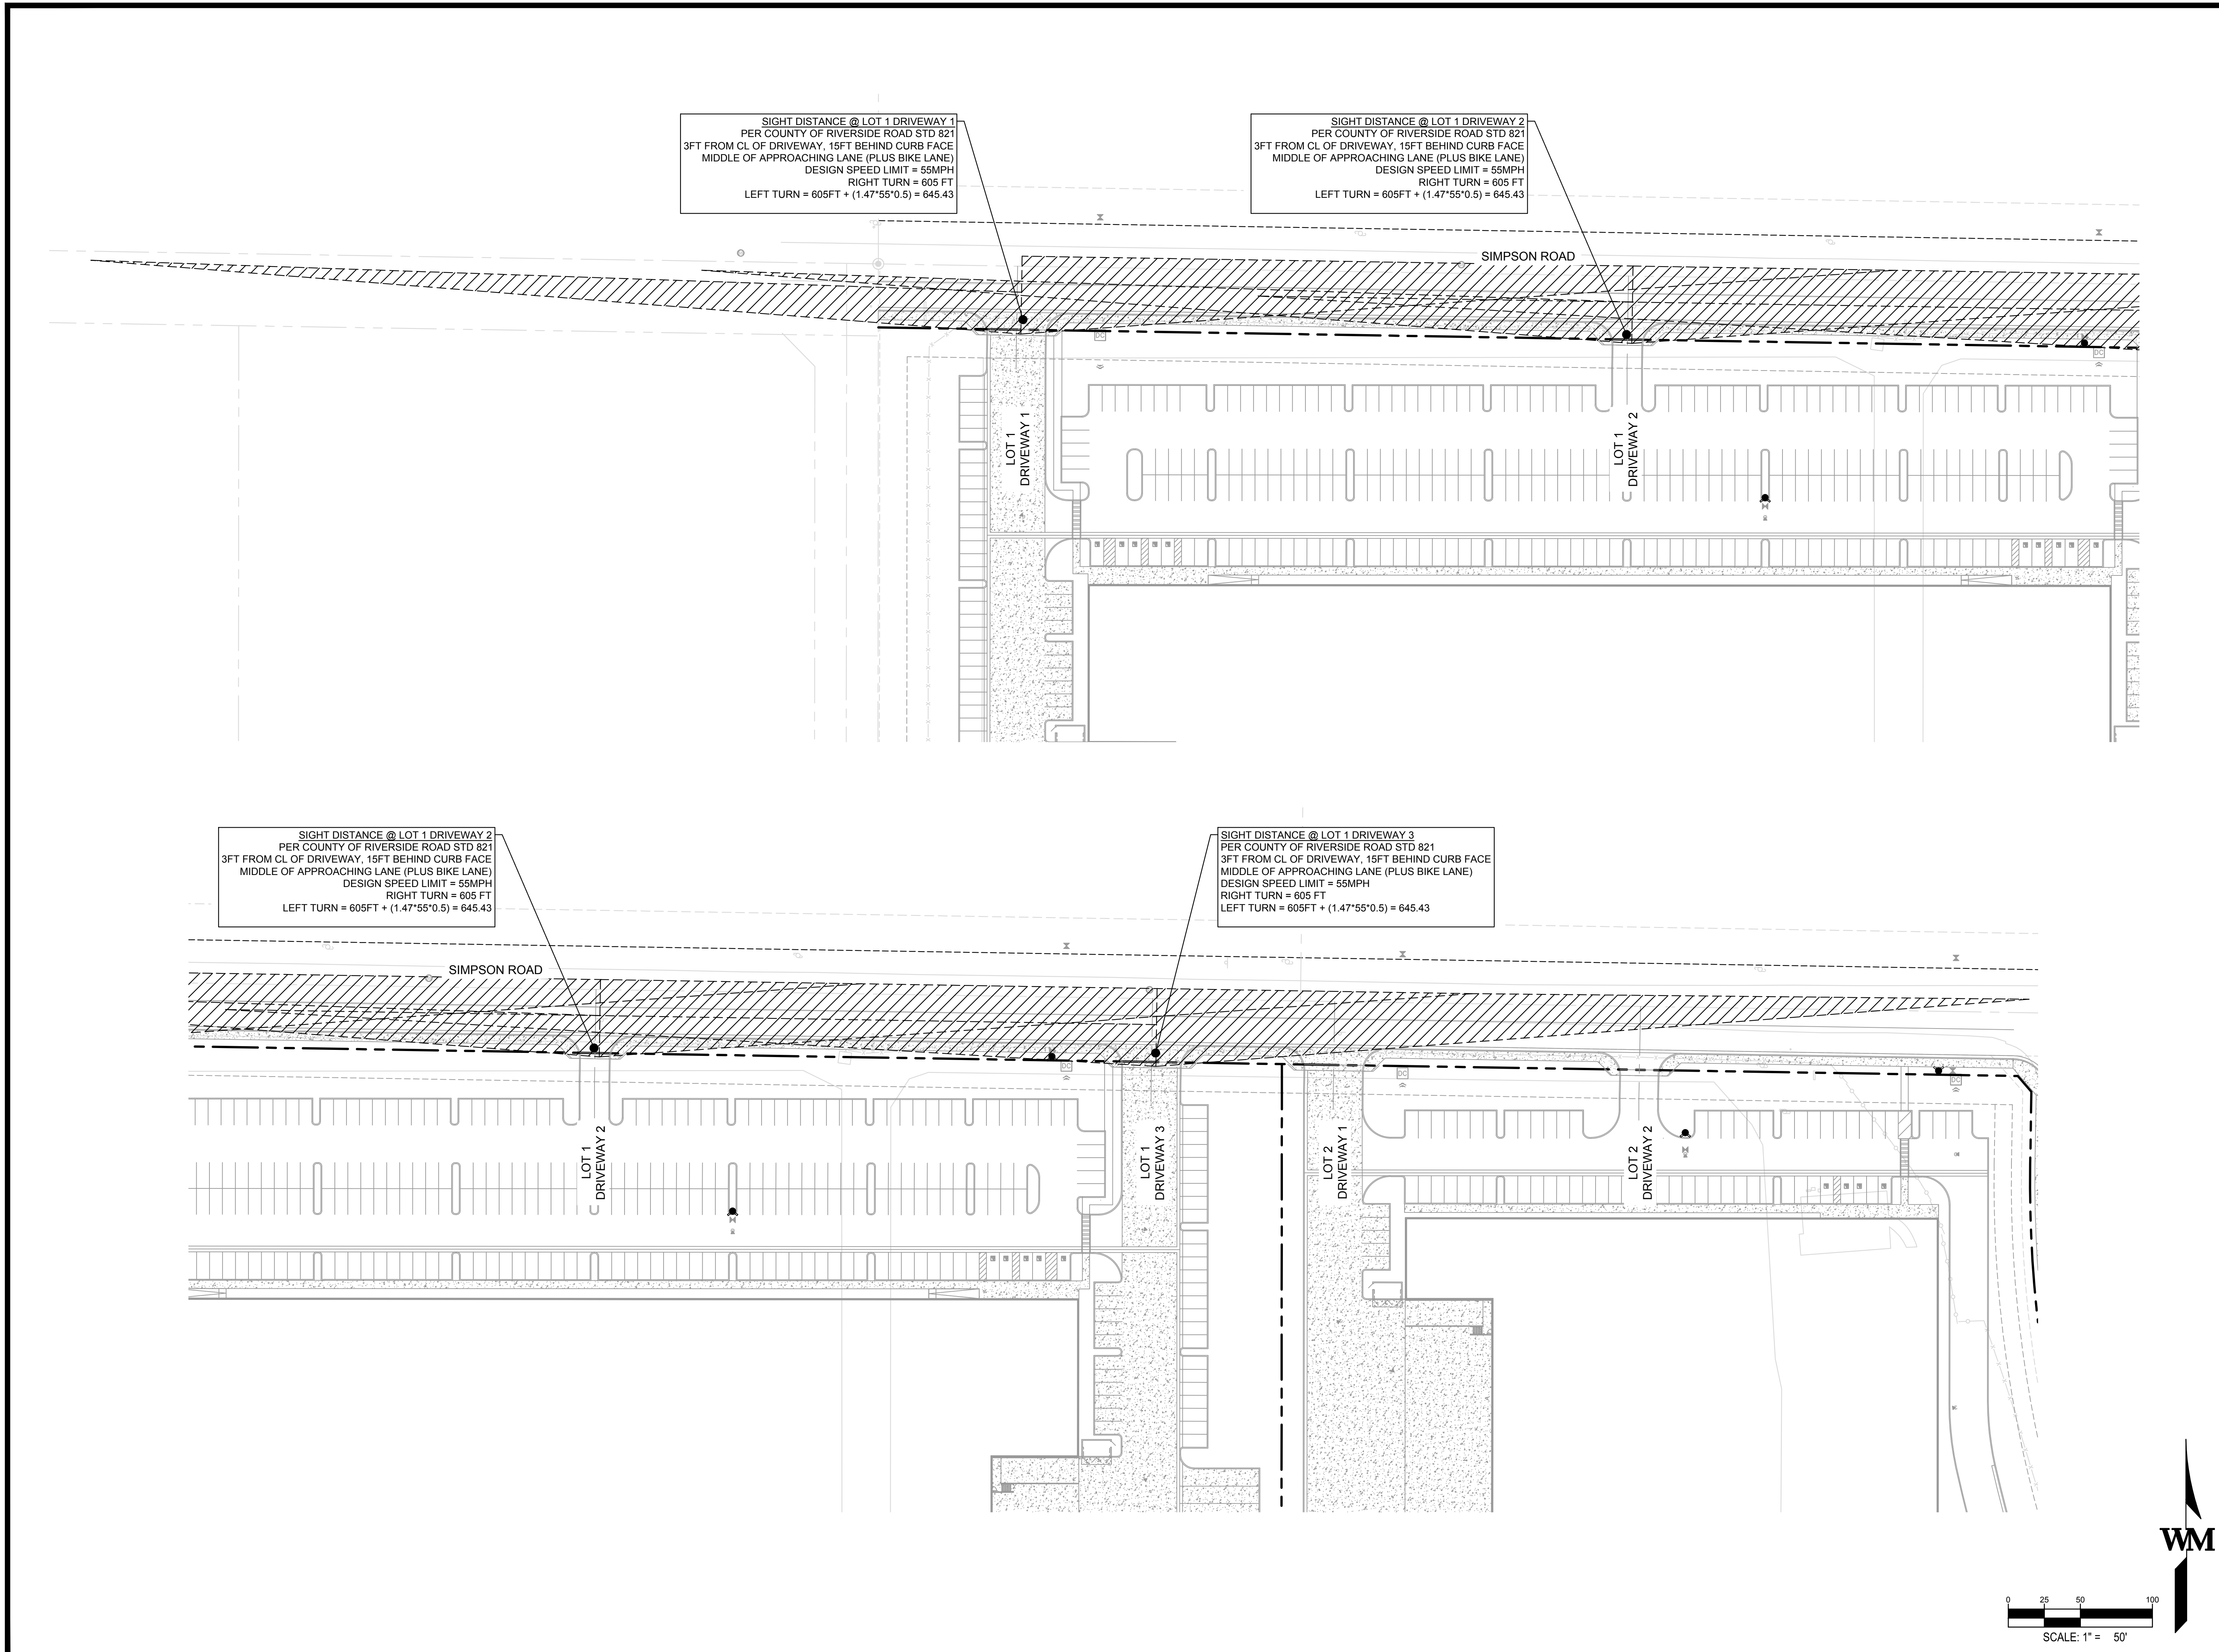 SIGHT DISTANCE @ LOT 1 DRIVEWAY 1
PER COUNTY OF RIVERSIDE ROAD STD 821
3FT FROM CL OF DRIVEWAY, 15FT BEHIND CURB FACE
MIDDLE OF APPROACHING LANE (PLUS BIKE LANE)
DESIGN SPEED LIMIT = 55MPH
RIGHT TURN = 605 FT
LEFT TURN = 605FT + (1.47*55*0.5) = 645.43
SIGHT DISTANCE @ LOT 1 DRIVEWAY 2
PER COUNTY OF RIVERSIDE ROAD STD 821
3FT FROM CL OF DRIVEWAY, 15FT BEHIND CURB FACE
MIDDLE OF APPROACHING LANE (PLUS BIKE LANE)
DESIGN SPEED LIMIT = 55MPH
RIGHT TURN = 605 FT
LEFT TURN = 605FT + (1.47*55*0.5) = 645.43
SIMPSON ROAD
DC
DC
LOT 1
DRIVEWAY 1
LOT 1
DRIVEWAY 2
SIGHT DISTANCE @ LOT 1 DRIVEWAY 2
PER COUNTY OF RIVERSIDE ROAD STD 821
3FT FROM CL OF DRIVEWAY, 15FT BEHIND CURB FACE
MIDDLE OF APPROACHING LANE (PLUS BIKE LANE)
DESIGN SPEED LIMIT = 55MPH
RIGHT TURN = 605 FT
LEFT TURN = 605FT + (1.47*55*0.5) = 645.43
SIGHT DISTANCE @ LOT 1 DRIVEWAY 3
PER COUNTY OF RIVERSIDE ROAD STD 821
3FT FROM CL OF DRIVEWAY, 15FT BEHIND CURB FACE
MIDDLE OF APPROACHING LANE (PLUS BIKE LANE)
DESIGN SPEED LIMIT = 55MPH
RIGHT TURN = 605 FT
LEFT TURN = 605FT + (1.47*55*0.5) = 645.43
SIMPSON ROAD
DC
DC
DC
LOT 1
DRIVEWAY 2
LOT 1
DRIVEWAY 3
LOT 2
DRIVEWAY 1
LOT 2
DRIVEWAY 2
WM
0 25 50 100
SCALE: 1" = 50'